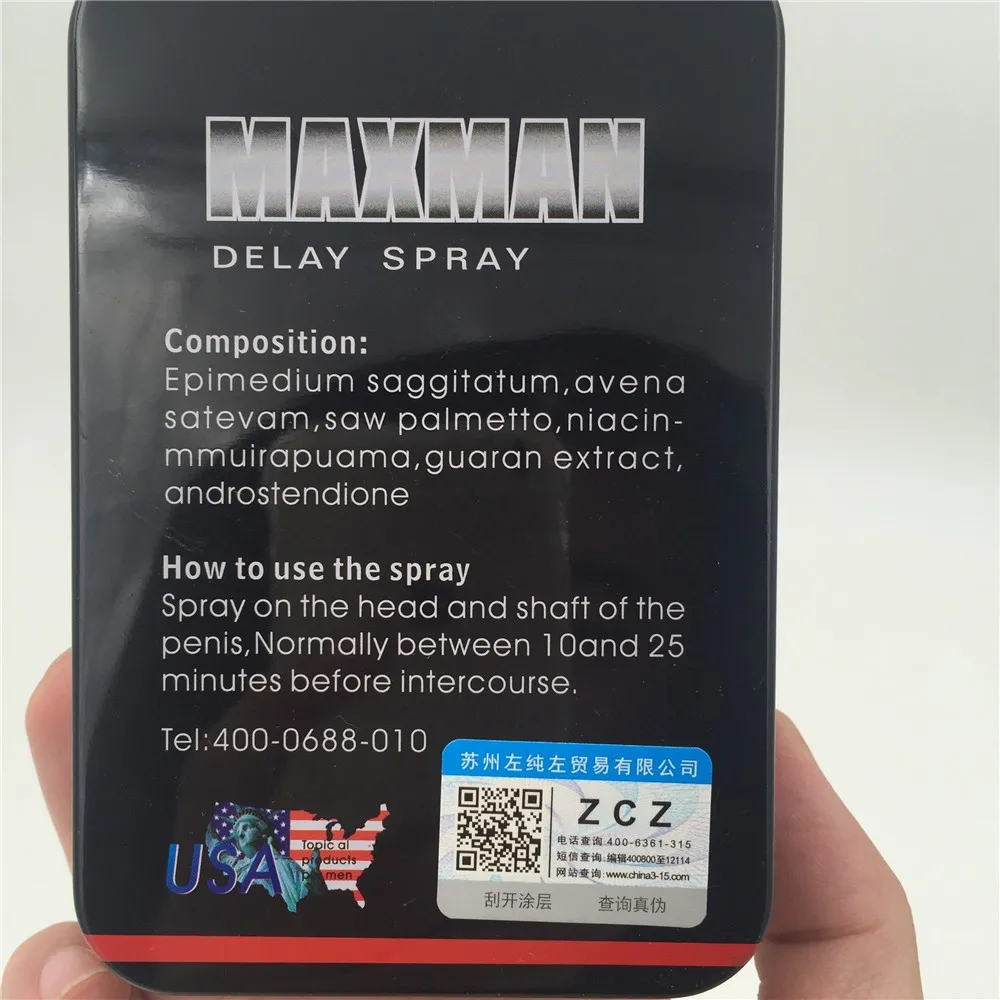 MAXMAN
DELAY SPRAY
Composition:
Epimedium saggitatum,avena
satevam,saw palmetto,niacin-
mmuirapuama,guaran extract,
androstendione
How to use the spray
Spray on the head and shaft of the
penis,Normally between 10and 25
minutes before intercourse.
Tel:400-0688-010
USA
Topic al
products
men
苏州左纯左贸易有限公司
ZCZ
电话查询:400-6361-315
短信查询:编辑400800至12114
网站查询:www.china3-15.com
刮开涂层 查询真伪